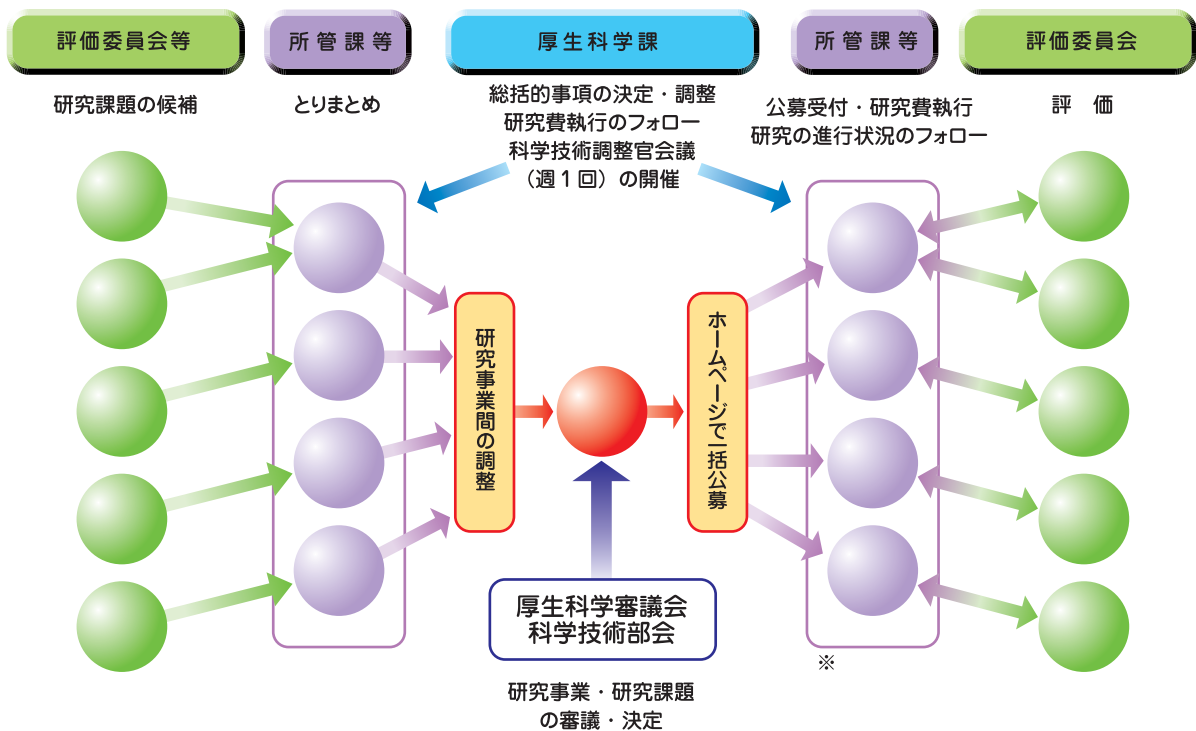 評価委員会等
所管課等
厚生科学課
所管課等
評価委員会
研究課題の候補
とりまとめ
総括的事項の決定・調整
研究費執行のフォロー
科学技術調整官会議
（週1回）の開催
公募受付・研究費執行
研究の進行状況のフォロー
評 価
研究事業間の調整
ホームページで一括公募
厚生科学審議会
科学技術部会
※
研究事業・研究課題
の審議・決定